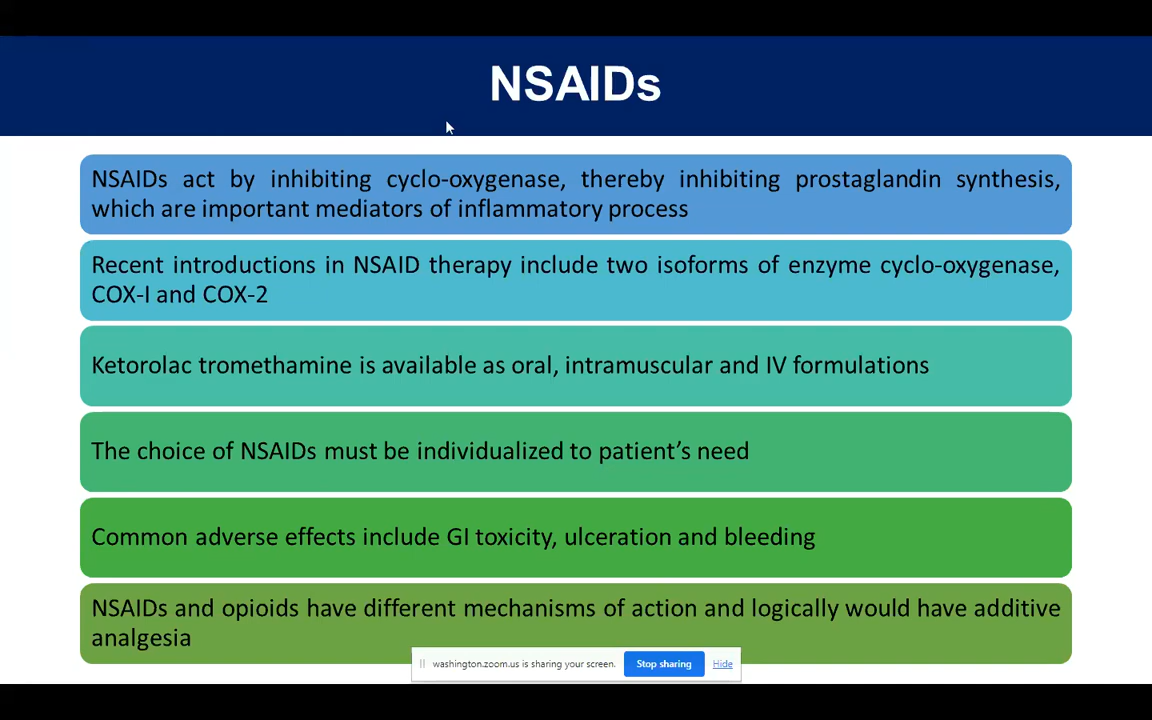 NSAIDs
NSAIDs act by inhibiting cyclo-oxygenase, thereby inhibiting prostaglandin synthesis,
which are important mediators of inflammatory process
Recent introductions in NSAID therapy include two isoforms of enzyme cyclo-oxygenase,
COX-I and COX-2
Ketorolac tromethamine is available as oral, intramuscular and IV formulations
The choice of NSAIDs must be individualized to patient’s need
Common adverse effects include GI toxicity, ulceration and bleeding
NSAIDs and opioids have different mechanisms of action and logically would have additive
analgesia
washington.zoom.us is sharing your screen. Stop sharing Hide